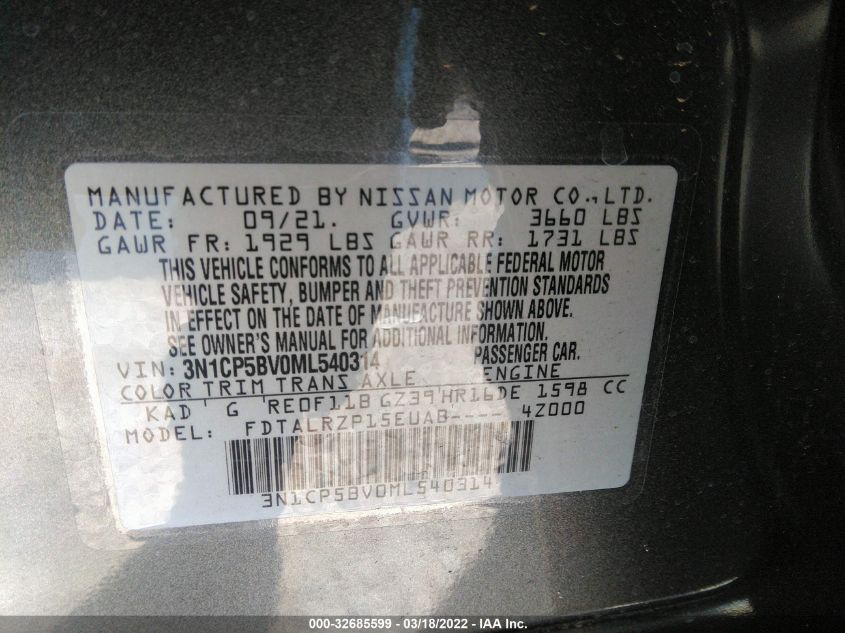 MANUFACTURED BY NISSAN MOTOR CO.,LTD.
DATE: 09/21. GVWR: 3660 LBS
GAWR FR: 1929 LBS GAWR RR: 1731 LBS
THIS VEHICLE CONFORMS TO ALL APPLICABLE FEDERAL MOTOR
VEHICLE SAFETY, BUMPER AND THEFT PREVENTION STANDARDS
IN EFFECT ON THE DATE OF MANUFACTURE SHOWN ABOVE.
SEE OWNER'S MANUAL FOR ADDITIONAL INFORMATION.
VIN: 3N1CP5BV0ML540314 PASSENGER CAR.
COLOR TRIM TRANS AXLE ENGINE
KAD G RE0F11B GZ39 HR16DE 1598 CC
MODEL: FDTALRZP15EUAB---- 4Z000
3N1CP5BV0ML540314
000-32685599 - 03/18/2022 - IAA Inc.